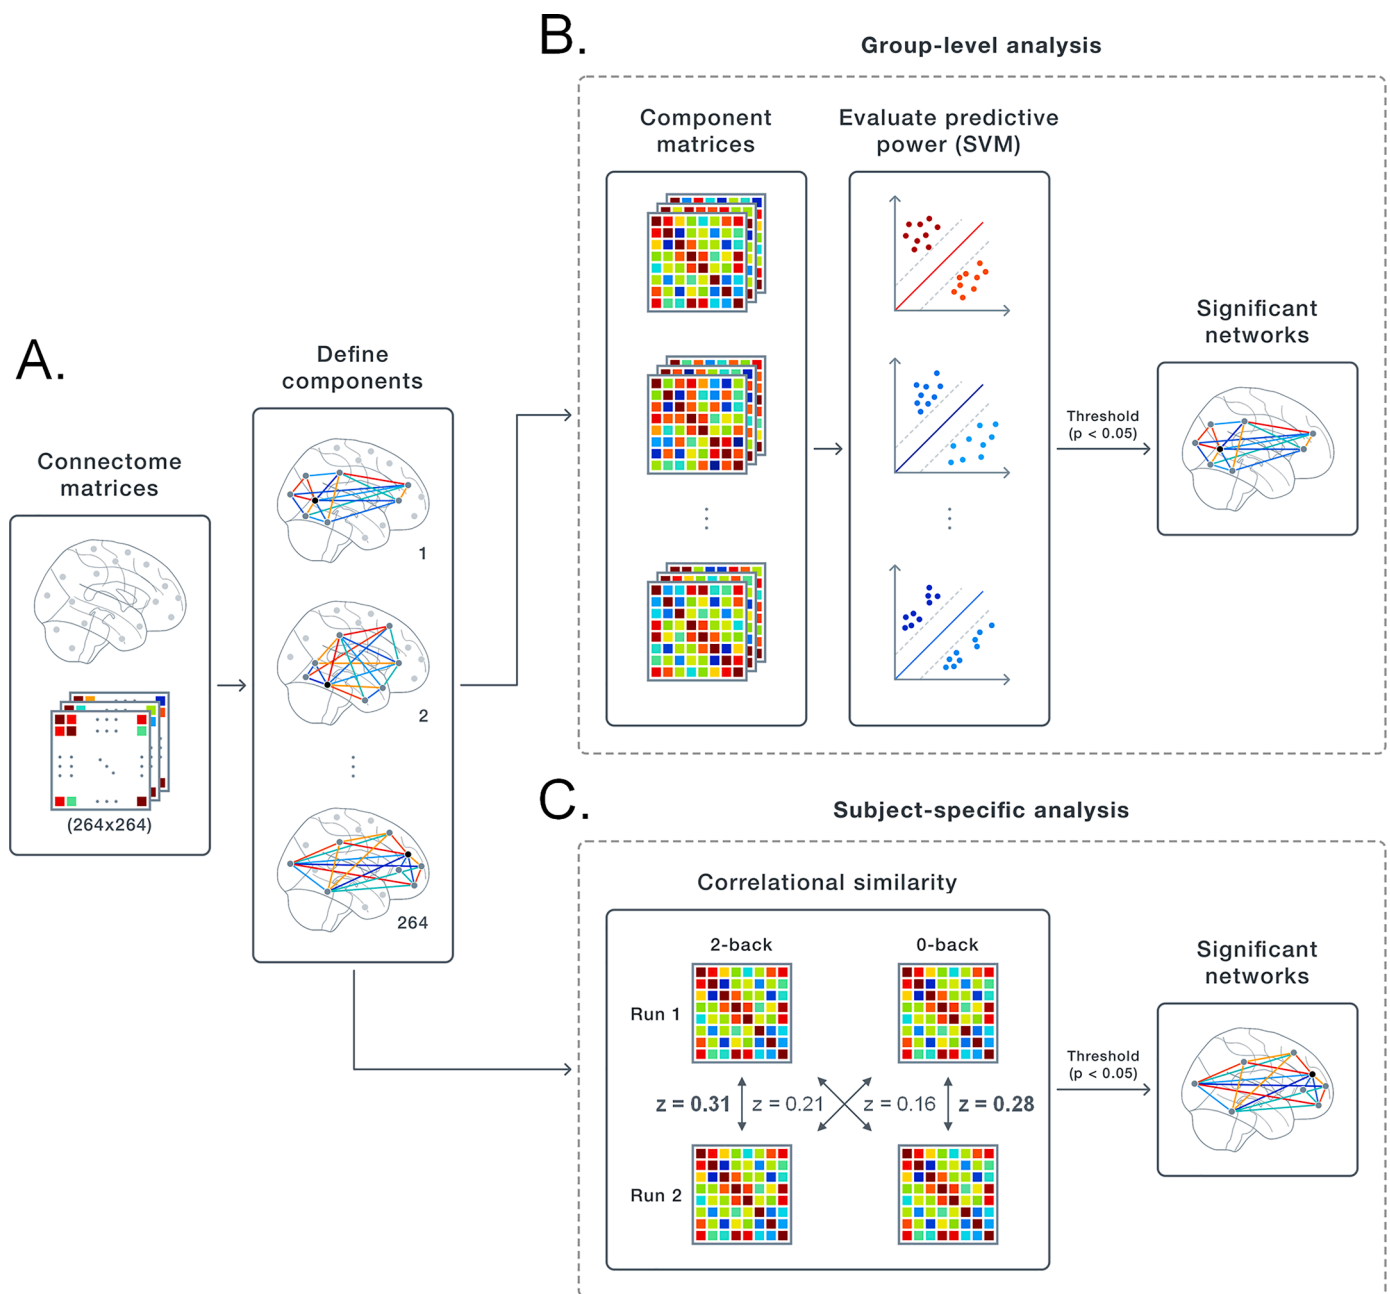 A.
Connectome
matrices
(264x264)
Define
components
1
2
264
B.
Group-level analysis
Component
matrices
Evaluate predictive
power (SVM)
Threshold
(p < 0.05)
Significant
networks
C.
Subject-specific analysis
Correlational similarity
2-back
0-back
Run 1
z = 0.31
z = 0.21
z = 0.16
z = 0.28
Run 2
Threshold
(p < 0.05)
Significant
networks